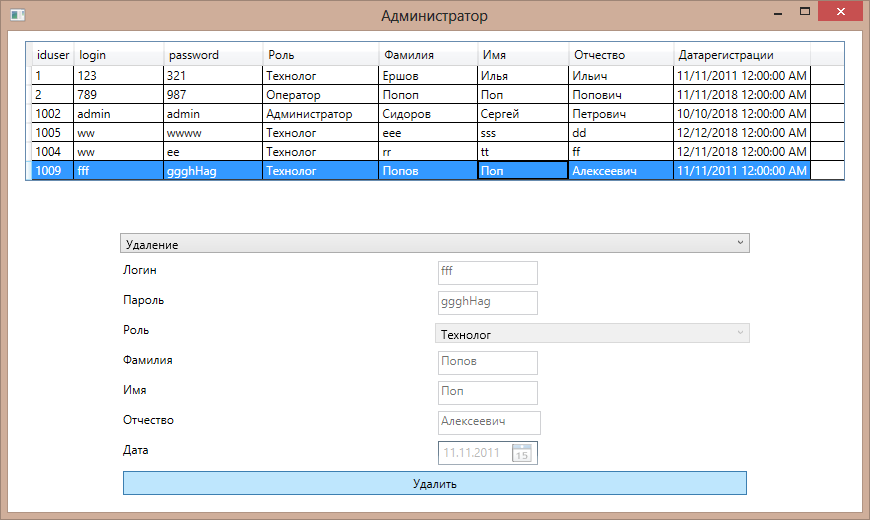 Администратор
iduser login password Роль Фамилия Имя Отчество Датарегистрации
1 123 321 Технолог Ершов Илья Ильич 11/11/2011 12:00:00 AM
2 789 987 Оператор Попоп Поп Попович 11/11/2018 12:00:00 AM
1002 admin admin Администратор Сидоров Сергей Петрович 10/10/2018 12:00:00 AM
1005 ww wwww Технолог eee sss dd 12/12/2018 12:00:00 AM
1004 ww ee Технолог rr tt ff 12/11/2018 12:00:00 AM
1009 fff ggghHag Технолог Попов Поп Алексеевич 11/11/2011 12:00:00 AM
Удаление
Логин fff
Пароль ggghHag
Роль Технолог
Фамилия Попов
Имя Поп
Отчество Алексеевич
Дата 11.11.2011 15
Удалить